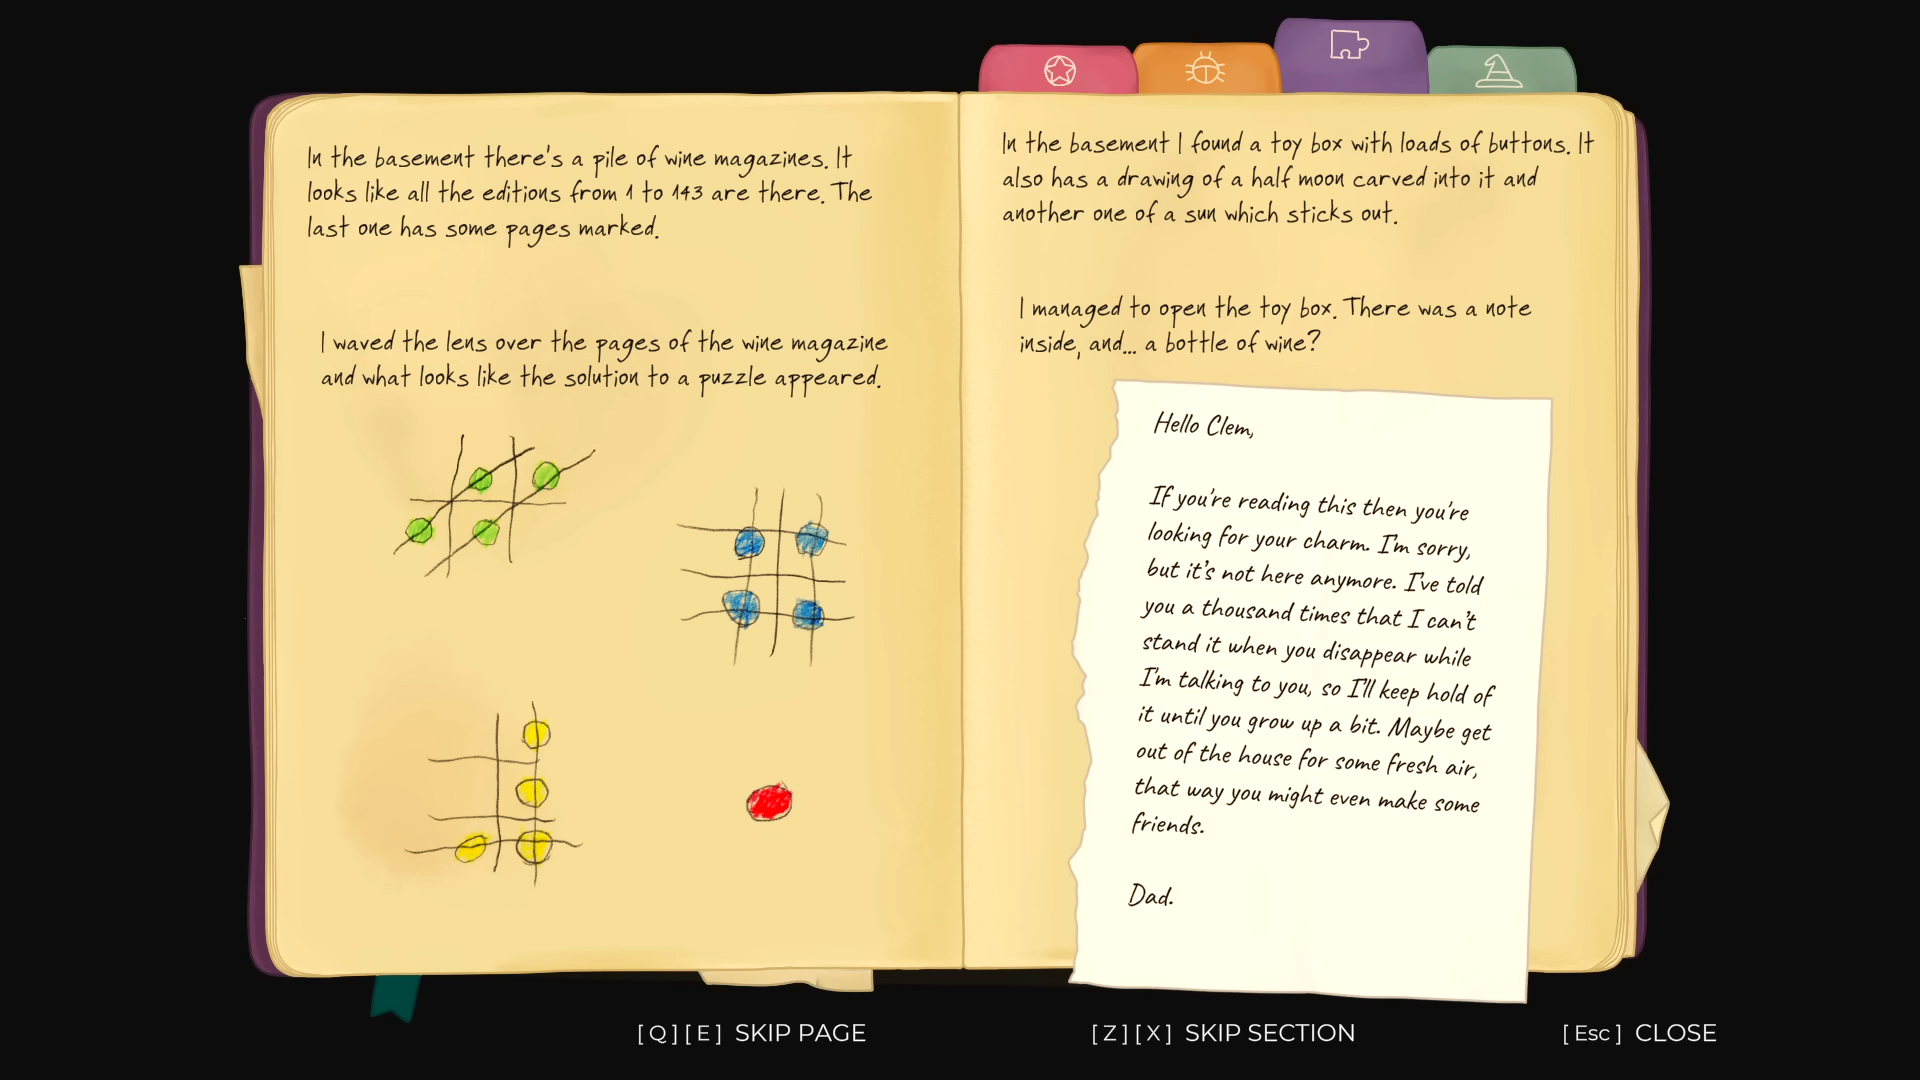 In the basement there's a pile of wine magazines. It
looks like all the editions from 1 to 143 are there. The
last one has some pages marked.
I waved the lens over the pages of the wine magazine
and what looks like the solution to a puzzle appeared.
In the basement I found a toy box with loads of buttons. It
also has a drawing of a half moon carved into it and
another one of a sun which sticks out.
I managed to open the toy box. There was a note
inside, and... a bottle of wine?
Hello Clem,
If you're reading this then you're
looking for your charm. I'm sorry,
but it's not here anymore. I've told
you a thousand times that I can't
stand it when you disappear while
I'm talking to you, so I'll keep hold of
it until you grow up a bit. Maybe get
out of the house for some fresh air,
that way you might even make some
friends.
Dad.
[Q][E] SKIP PAGE
[Z][X] SKIP SECTION
[Esc] CLOSE